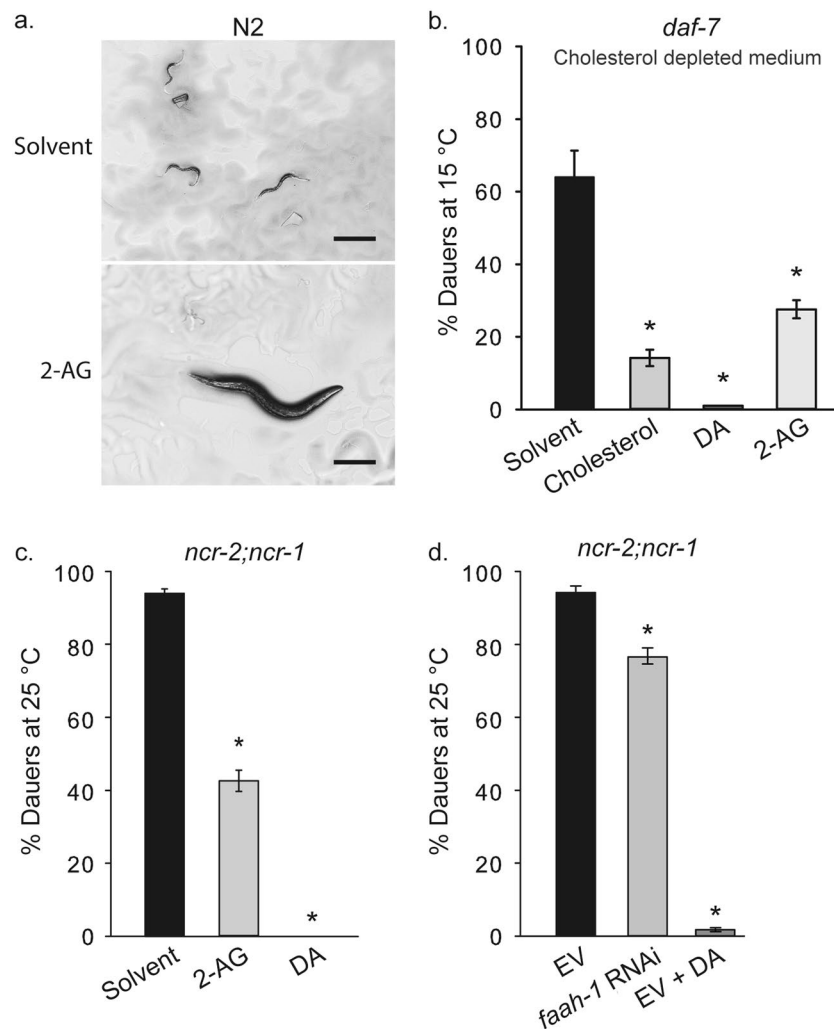 a.
N2
Solvent
2-AG
b.
daf-7
Cholesterol depleted medium
% Dauers at 15 °C
100
80
60
40
20
0
*
*
*
Solvent
Cholesterol
DA
2-AG
c.
ncr-2;ncr-1
% Dauers at 25 °C
100
80
60
40
20
0
*
*
Solvent
2-AG
DA
d.
ncr-2;ncr-1
% Dauers at 25 °C
100
80
60
40
20
0
*
*
EV
faah-1 RNAi
EV + DA